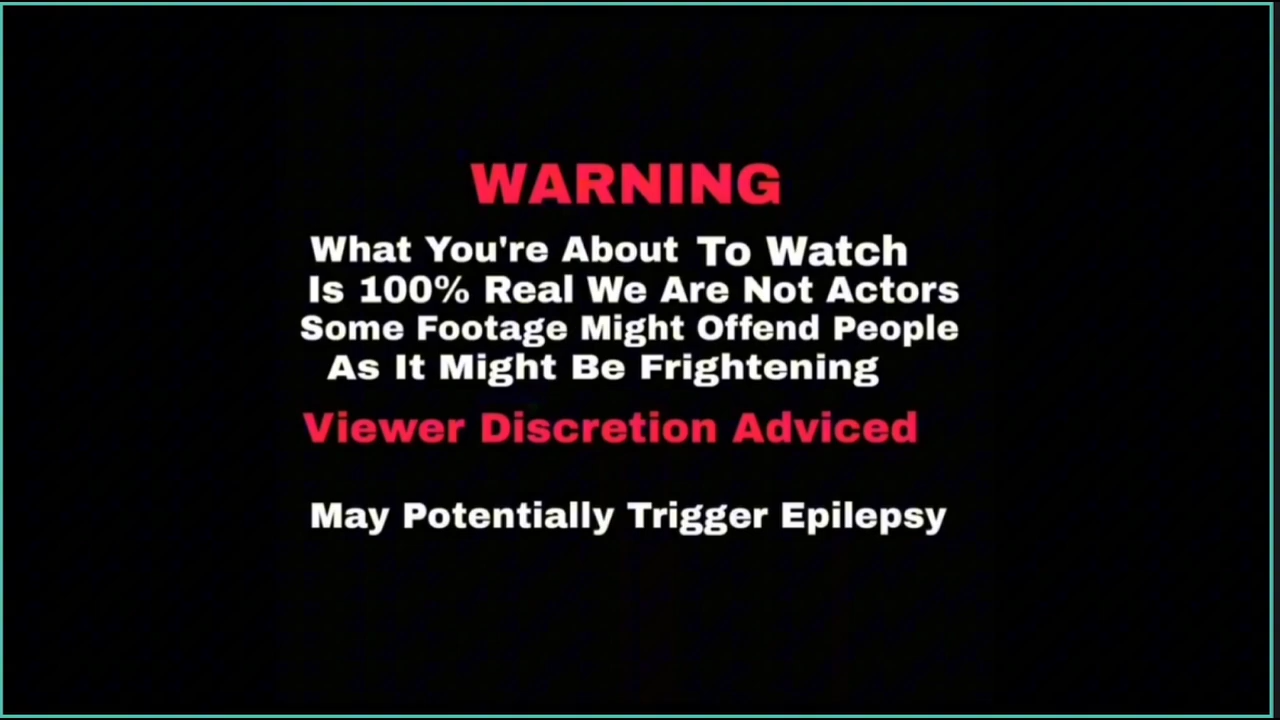 WARNING
What You're About To Watch
Is 100% Real We Are Not Actors
Some Footage Might Offend People
As It Might Be Frightening
Viewer Discretion Adviced
May Potentially Trigger Epilepsy